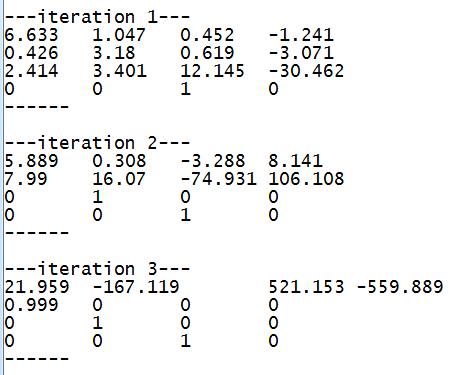 ---iteration 1---
6.633 1.047 0.452 -1.241
0.426 3.18 0.619 -3.071
2.414 3.401 12.145 -30.462
0 0 1 0
------
---iteration 2---
5.889 0.308 -3.288 8.141
7.99 16.07 -74.931 106.108
0 1 0 0
0 0 1 0
------
---iteration 3---
21.959 -167.119 521.153 -559.889
0.999 0 0 0
0 1 0 0
0 0 1 0
------